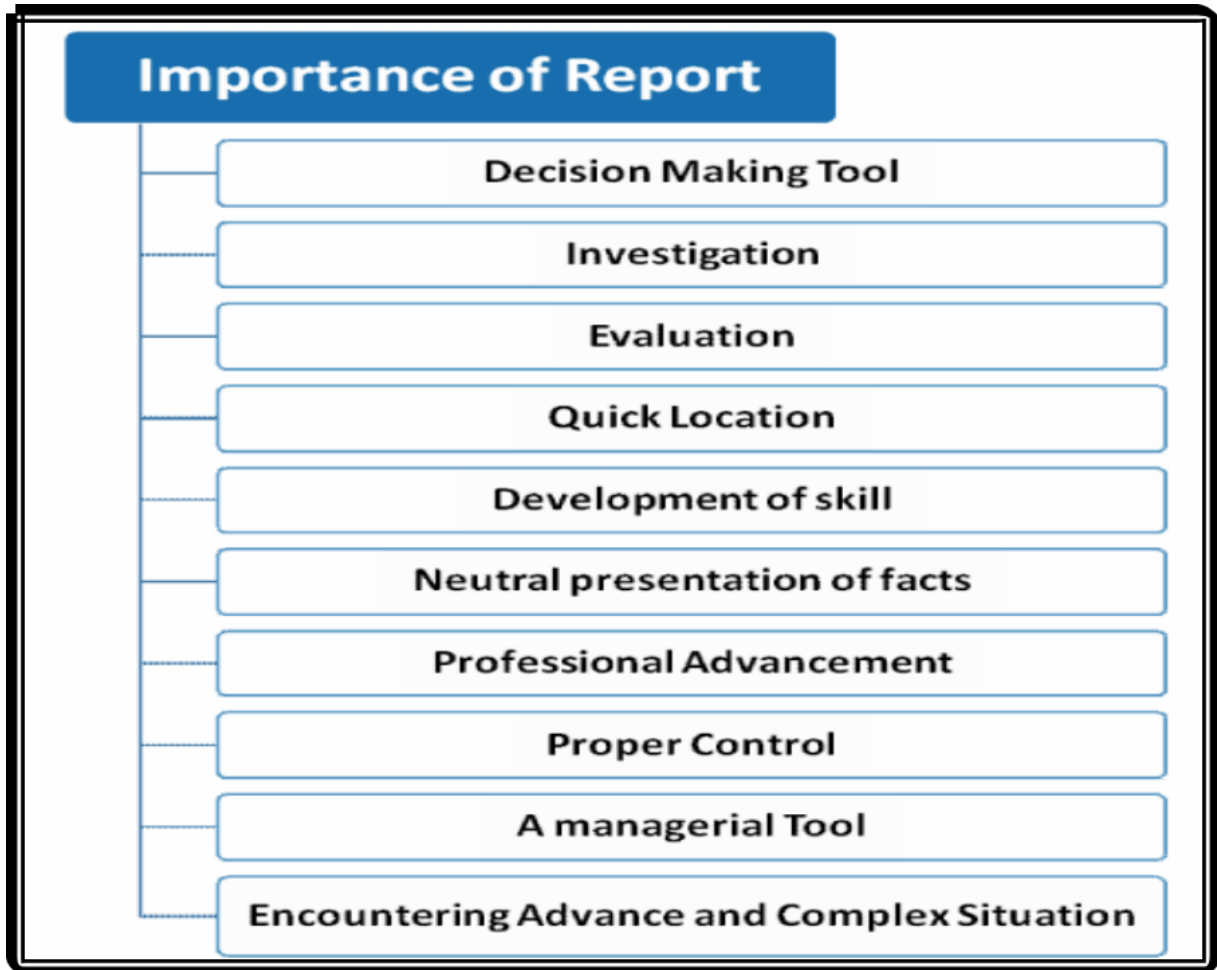 Importance of Report
Decision Making Tool
Investigation
Evaluation
Quick Location
Development of skill
Neutral presentation of facts
Professional Advancement
Proper Control
A managerial Tool
Encountering Advance and Complex Situation